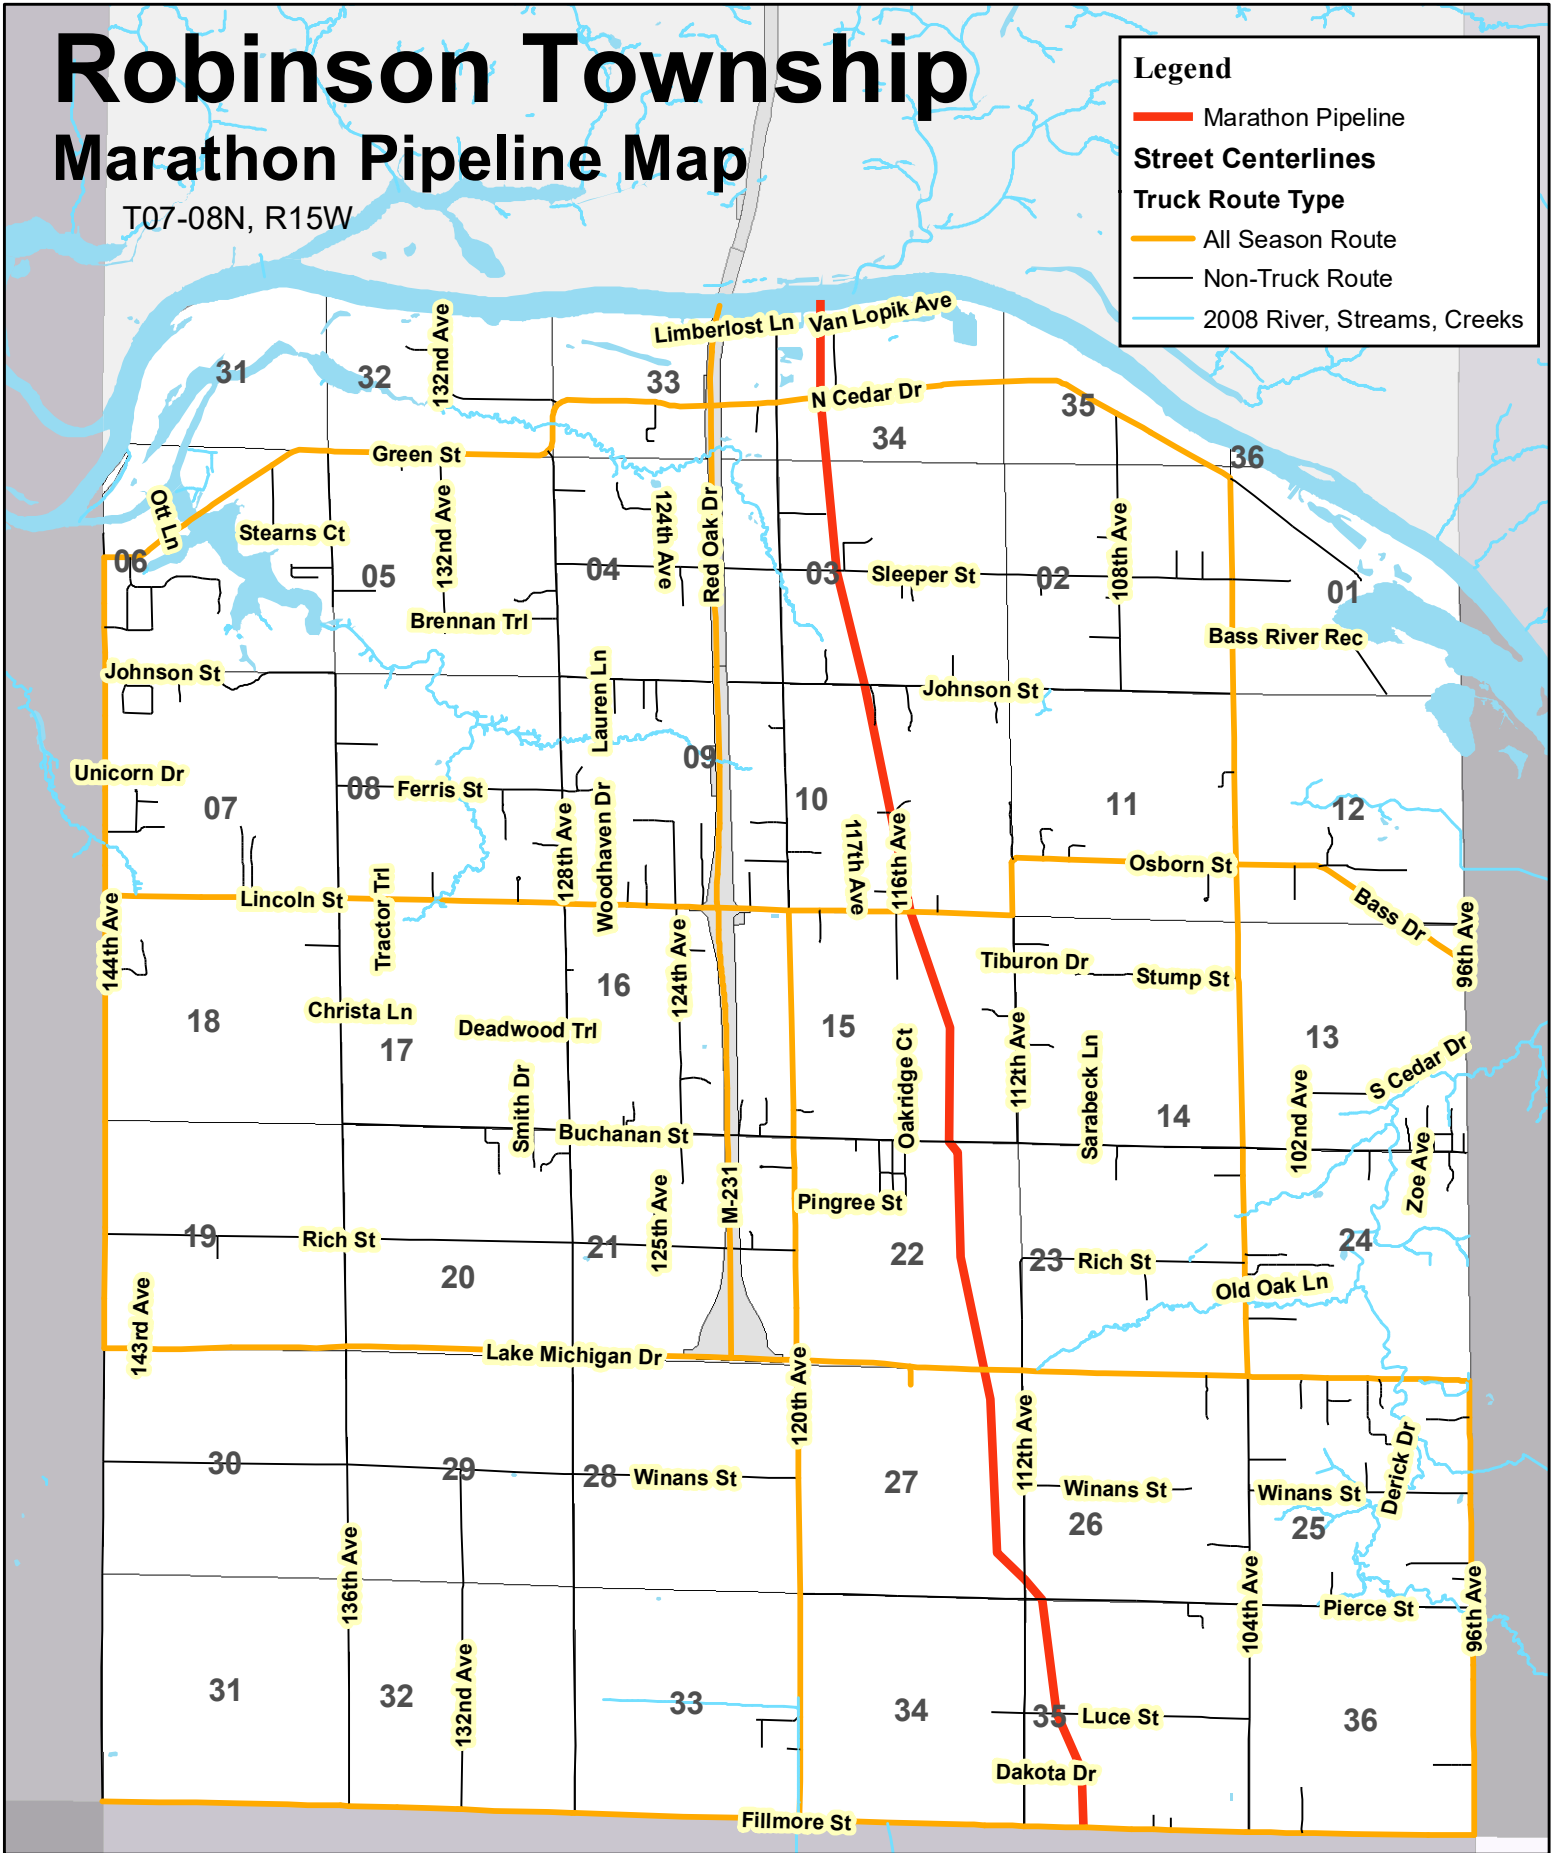 Robinson Township
Marathon Pipeline Map
T07-08N, R15W
Legend
Marathon Pipeline
Street Centerlines
Truck Route Type
All Season Route
Non-Truck Route
2008 River, Streams, Creeks
Limberlost Ln
Van Lopik Ave
132nd Ave
31
32
33
N Cedar Dr
35
34
Green St
36
Ott Ln
Stearns Ct
132nd Ave
124th Ave
Red Oak Dr
108th Ave
06
05
04
03
Sleeper St
02
01
Brennan Trl
Bass River Rec
Johnson St
Lauren Ln
Johnson St
Unicorn Dr
09
07
08
Ferris St
10
11
12
128th Ave
Woodhaven Dr
117th Ave
116th Ave
Osborn St
Lincoln St
Tractor Trl
Bass Dr
144th Ave
124th Ave
96th Ave
Tiburon Dr
Stump St
16
18
Christa Ln
Deadwood Trl
17
15
112th Ave
13
S Cedar Dr
Smith Dr
Oakridge Ct
Sarabeck Ln
14
102nd Ave
Buchanan St
Zoe Ave
125th Ave
M-231
Pingree St
19
Rich St
21
22
23
Rich St
24
20
Old Oak Ln
143rd Ave
Lake Michigan Dr
120th Ave
112th Ave
Derick Dr
30
29
28
Winans St
27
Winans St
Winans St
26
25
136th Ave
104th Ave
96th Ave
Pierce St
132nd Ave
31
32
33
34
35
Luce St
36
Dakota Dr
Fillmore St